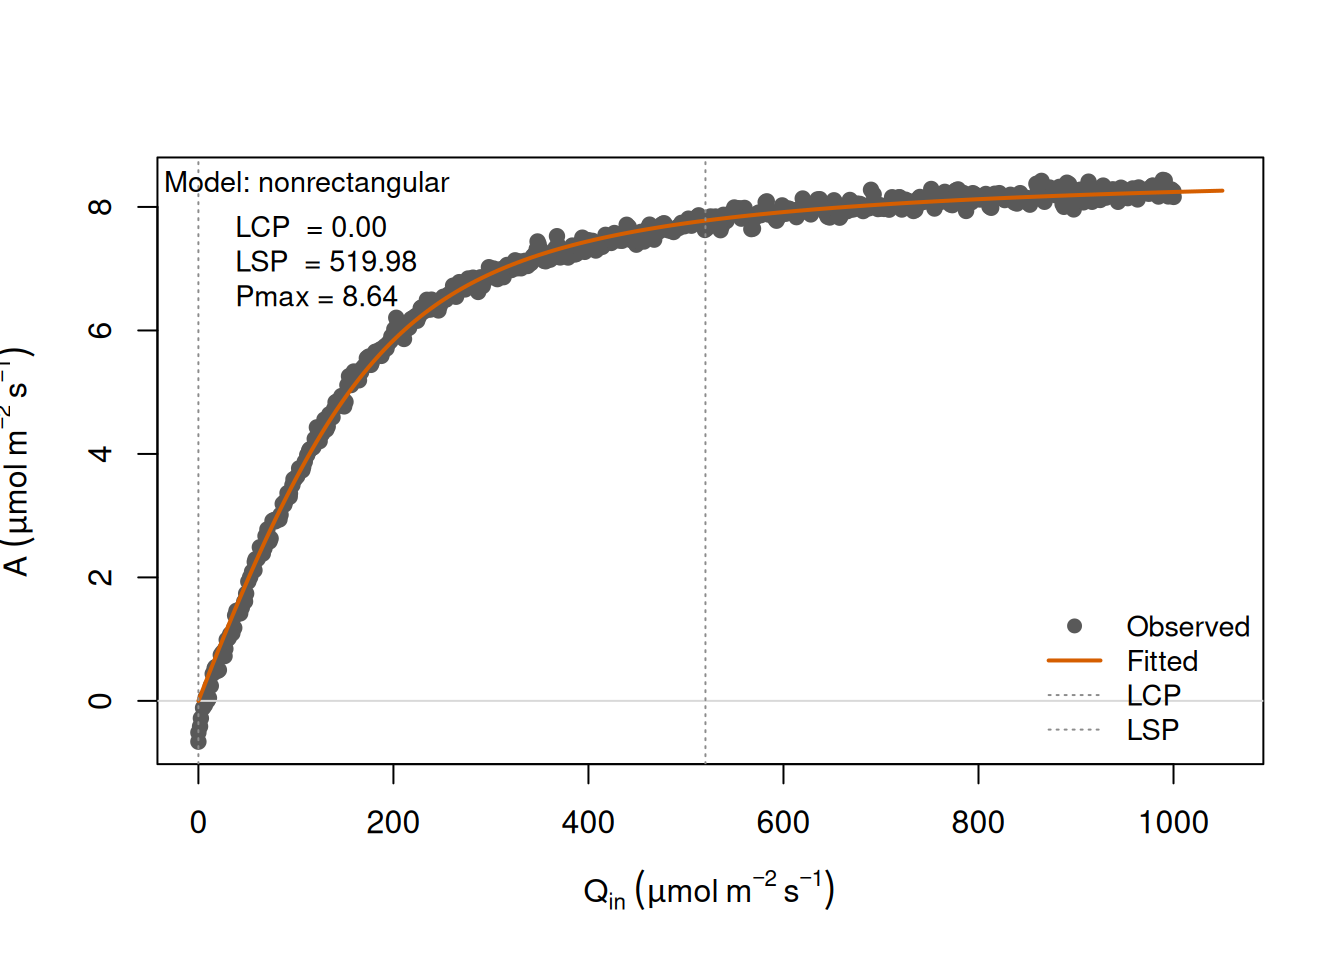 Model: nonrectangular
LCP = 0.00
LSP = 519.98
Pmax = 8.64
8
6
4
2
0
A (μmol m⁻² s⁻¹)
Observed
Fitted
LCP
LSP
0 200 400 600 800 1000
Qin (μmol m⁻² s⁻¹)